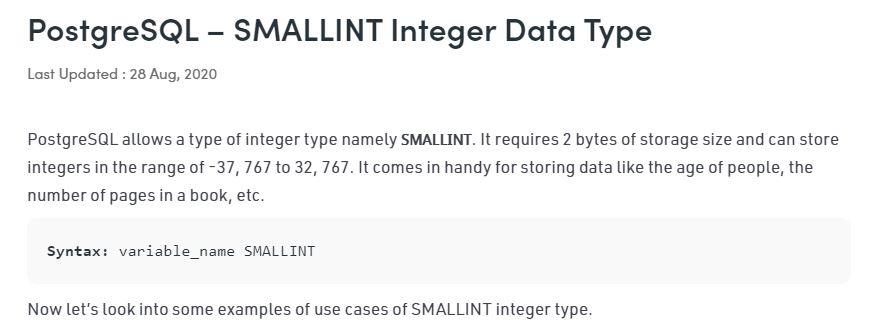 PostgreSQL – SMALLINT Integer Data Type
Last Updated : 28 Aug, 2020
PostgreSQL allows a type of integer type namely SMALLINT. It requires 2 bytes of storage size and can store
integers in the range of -37, 767 to 32, 767. It comes in handy for storing data like the age of people, the
number of pages in a book, etc.
Syntax: variable_name SMALLINT
Now let's look into some examples of use cases of SMALLINT integer type.